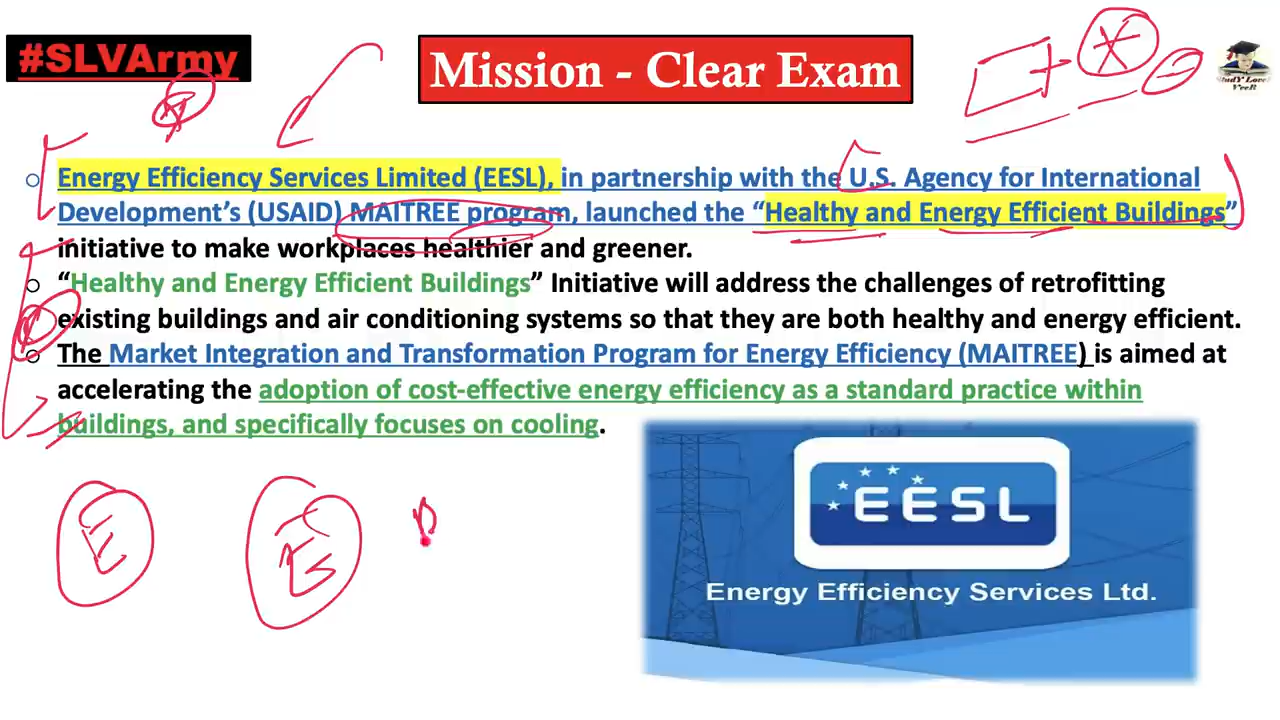 #SLVArmy
Mission - Clear Exam
StudY LoveR
VeeR
Energy Efficiency Services Limited (EESL), in partnership with the U.S. Agency for International
Development’s (USAID) MAITREE program, launched the “Healthy and Energy Efficient Buildings”
initiative to make workplaces healthier and greener.
“Healthy and Energy Efficient Buildings” Initiative will address the challenges of retrofitting
existing buildings and air conditioning systems so that they are both healthy and energy efficient.
The Market Integration and Transformation Program for Energy Efficiency (MAITREE) is aimed at
accelerating the adoption of cost-effective energy efficiency as a standard practice within
buildings, and specifically focuses on cooling.
E E
EESL
Energy Efficiency Services Ltd.